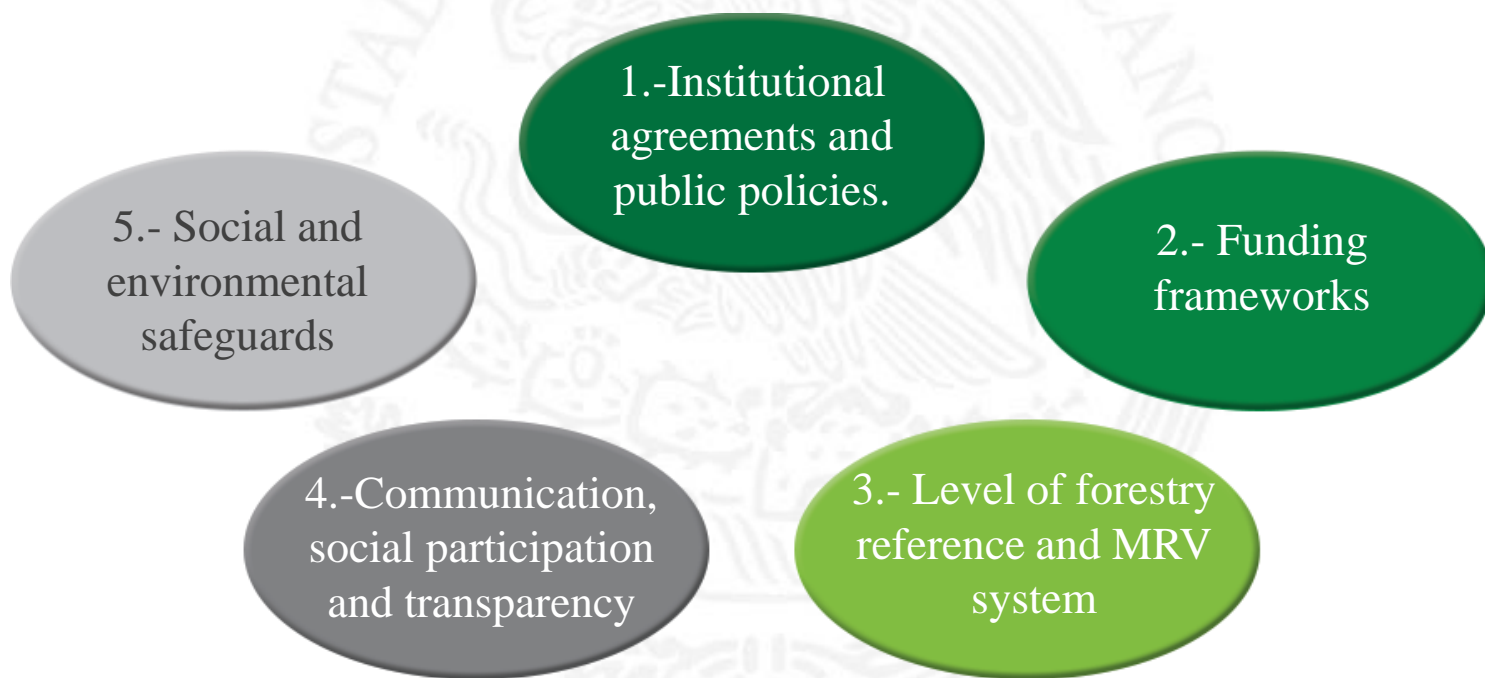 1.-Institutional
agreements and
public policies.
2.- Funding
frameworks
3.- Level of forestry
reference and MRV
system
4.-Communication,
social participation
and transparency
5.- Social and
environmental
safeguards